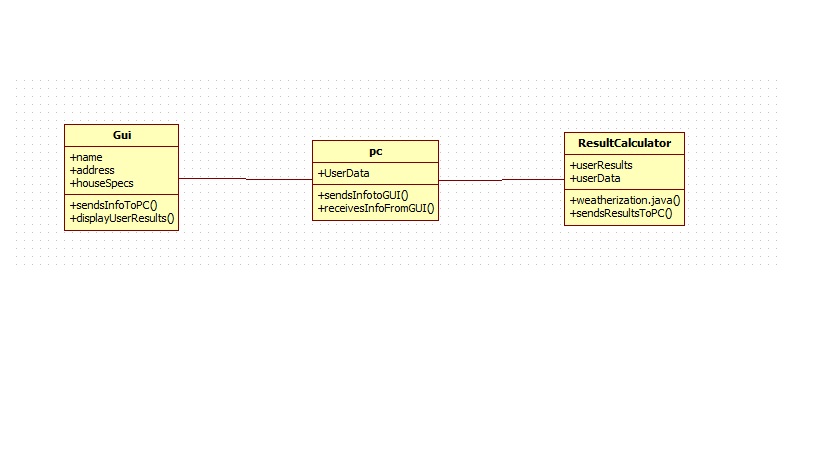 Gui
+name
+address
+houseSpecs
+sendsInfoToPC()
+displayUserResults()
pc
+UserData
+sendsInfotoGUI()
+receivesInfoFromGUI()
ResultCalculator
+userResults
+userData
+weatherization.java()
+sendsResultsToPC()